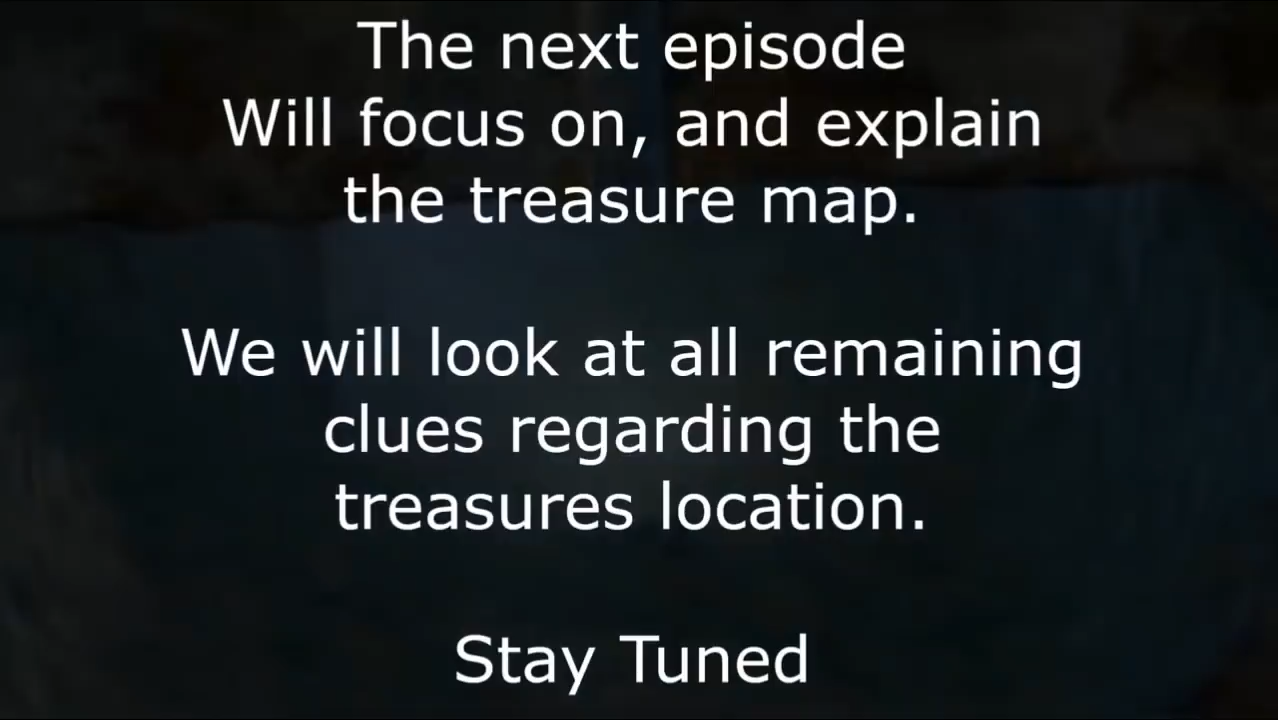 The next episode
Will focus on, and explain
the treasure map.
We will look at all remaining
clues regarding the
treasures location.
Stay Tuned